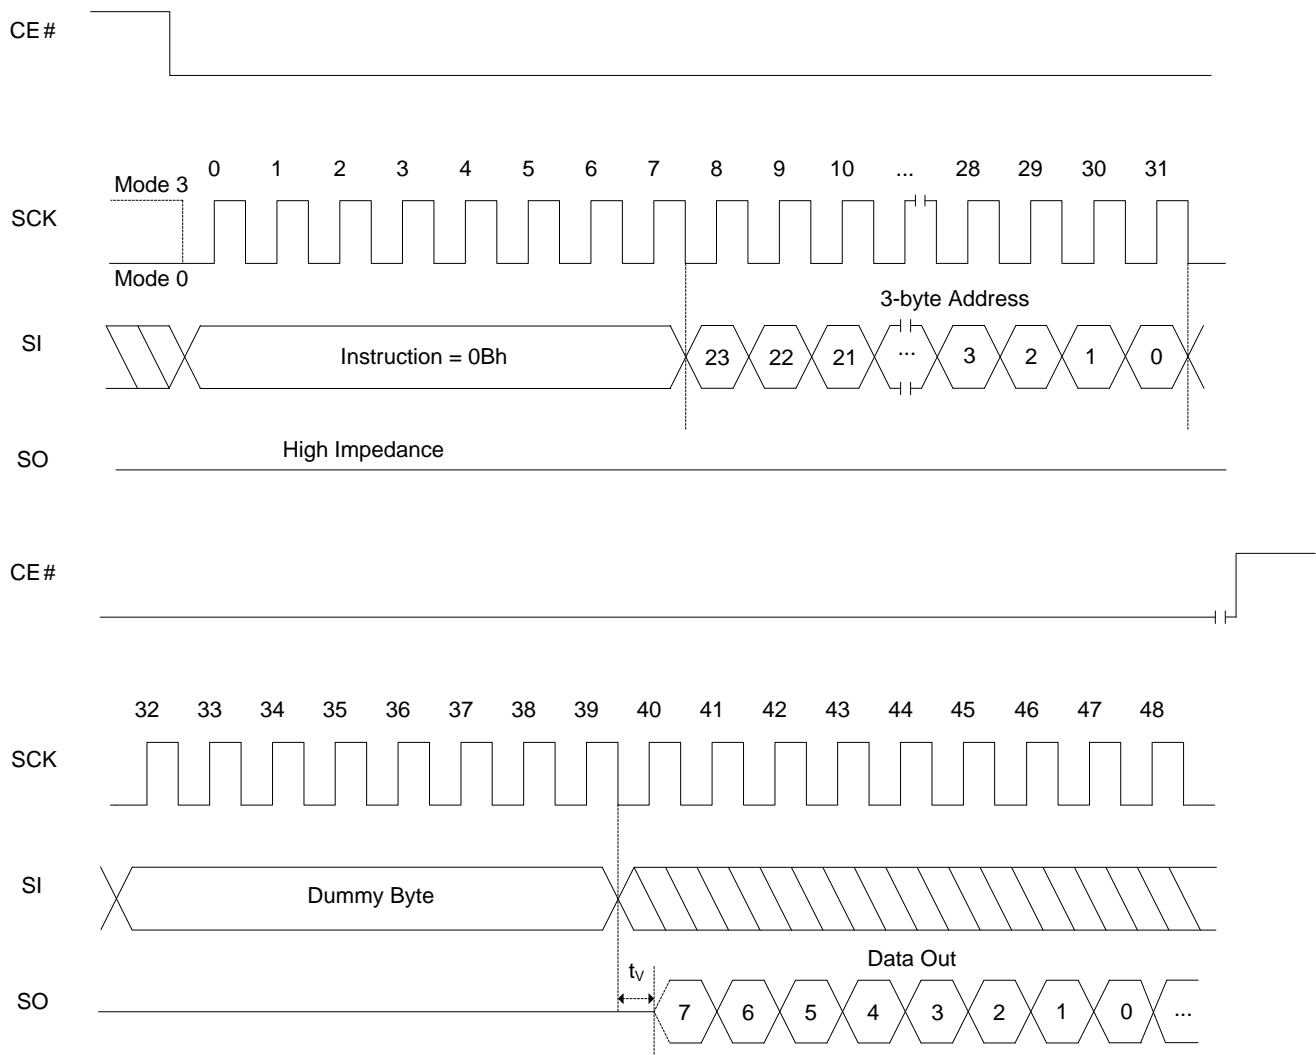 CE#
0 1 2 3 4 5 6 7 8 9 10 ... 28 29 30 31
Mode 3
SCK
Mode 0
3-byte Address
SI
Instruction = 0Bh
23 22 21 ... 3 2 1 0
High Impedance
SO
CE#
32 33 34 35 36 37 38 39 40 41 42 43 44 45 46 47 48
SCK
SI
Dummy Byte
Data Out
tV
SO
7 6 5 4 3 2 1 0 ...